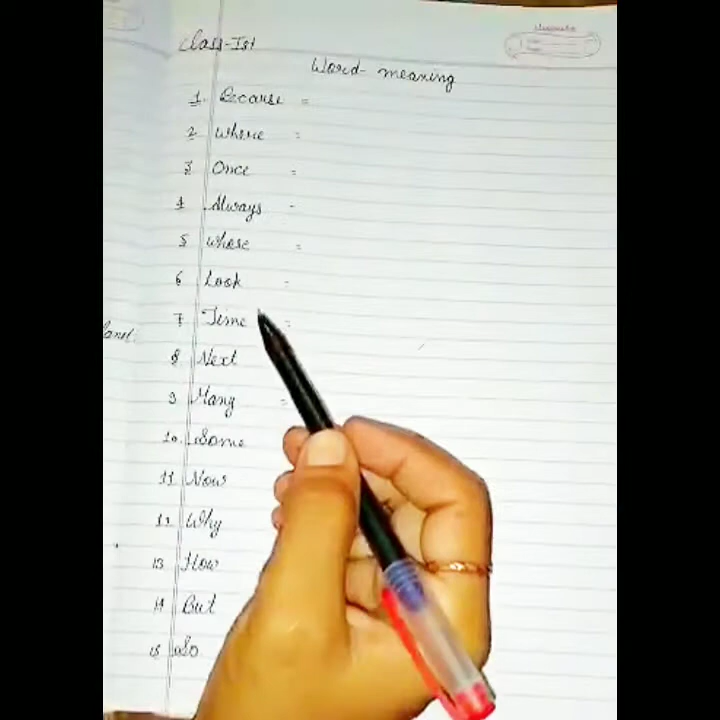 Class-Ist
Word-meaning
1. Because =
2 Where =
3 Once =
4 Always -
5 Whose =
6 Look =
7 Time =
8 Next
9 Many =
10. Some
11 Now
12 Why
13 How
14 But
15 So